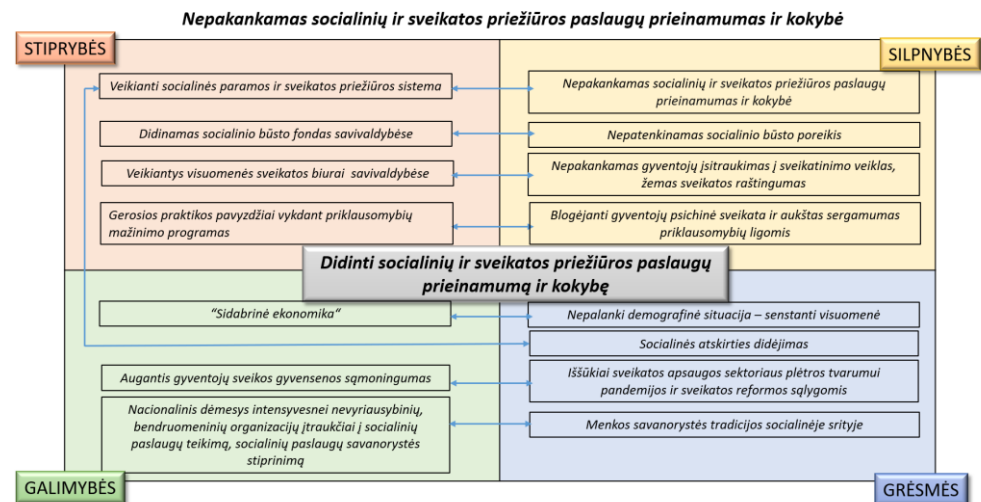 Nepakankamas socialinių ir sveikatos priežiūros paslaugų prieinamumas ir kokybė
STIPRYBĖS
SILPNYBĖS
Veikianti socialinės paramos ir sveikatos priežiūros sistema
Nepakankamas socialinių ir sveikatos priežiūros paslaugų
prieinamumas ir kokybė
Didinamas socialinio būsto fondas savivaldybėse
Nepatenkinamas socialinio būsto poreikis
Veikiantys visuomenės sveikatos biurai savivaldybėse
Nepakankamas gyventojų įsitraukimas į sveikatinimo veiklas,
žemas sveikatos raštingumas
Gerosios praktikos pavyzdžiai vykdant priklausomybių
mažinimo programas
Blogėjanti gyventojų psichinė sveikata ir aukštas sergamumas
priklausomybių ligomis
Didinti socialinių ir sveikatos priežiūros paslaugų
prieinamumą ir kokybę
"Sidabrinė ekonomika"
Nepalanki demografinė situacija – senstanti visuomenė
Socialinės atskirties didėjimas
Augantis gyventojų sveikos gyvensenos sąmoningumas
Iššūkiai sveikatos apsaugos sektoriaus plėtros tvarumui
pandemijos ir sveikatos reformos sąlygomis
Nacionalinis dėmesys intensyvesnei nevyriausybinių,
bendruomeninių organizacijų įtraukčiai į socialinių
paslaugų teikimą, socialinių paslaugų savanorystės
stiprinimą
Menkos savanorystės tradicijos socialinėje srityje
GALIMYBĖS
GRĖSMĖS